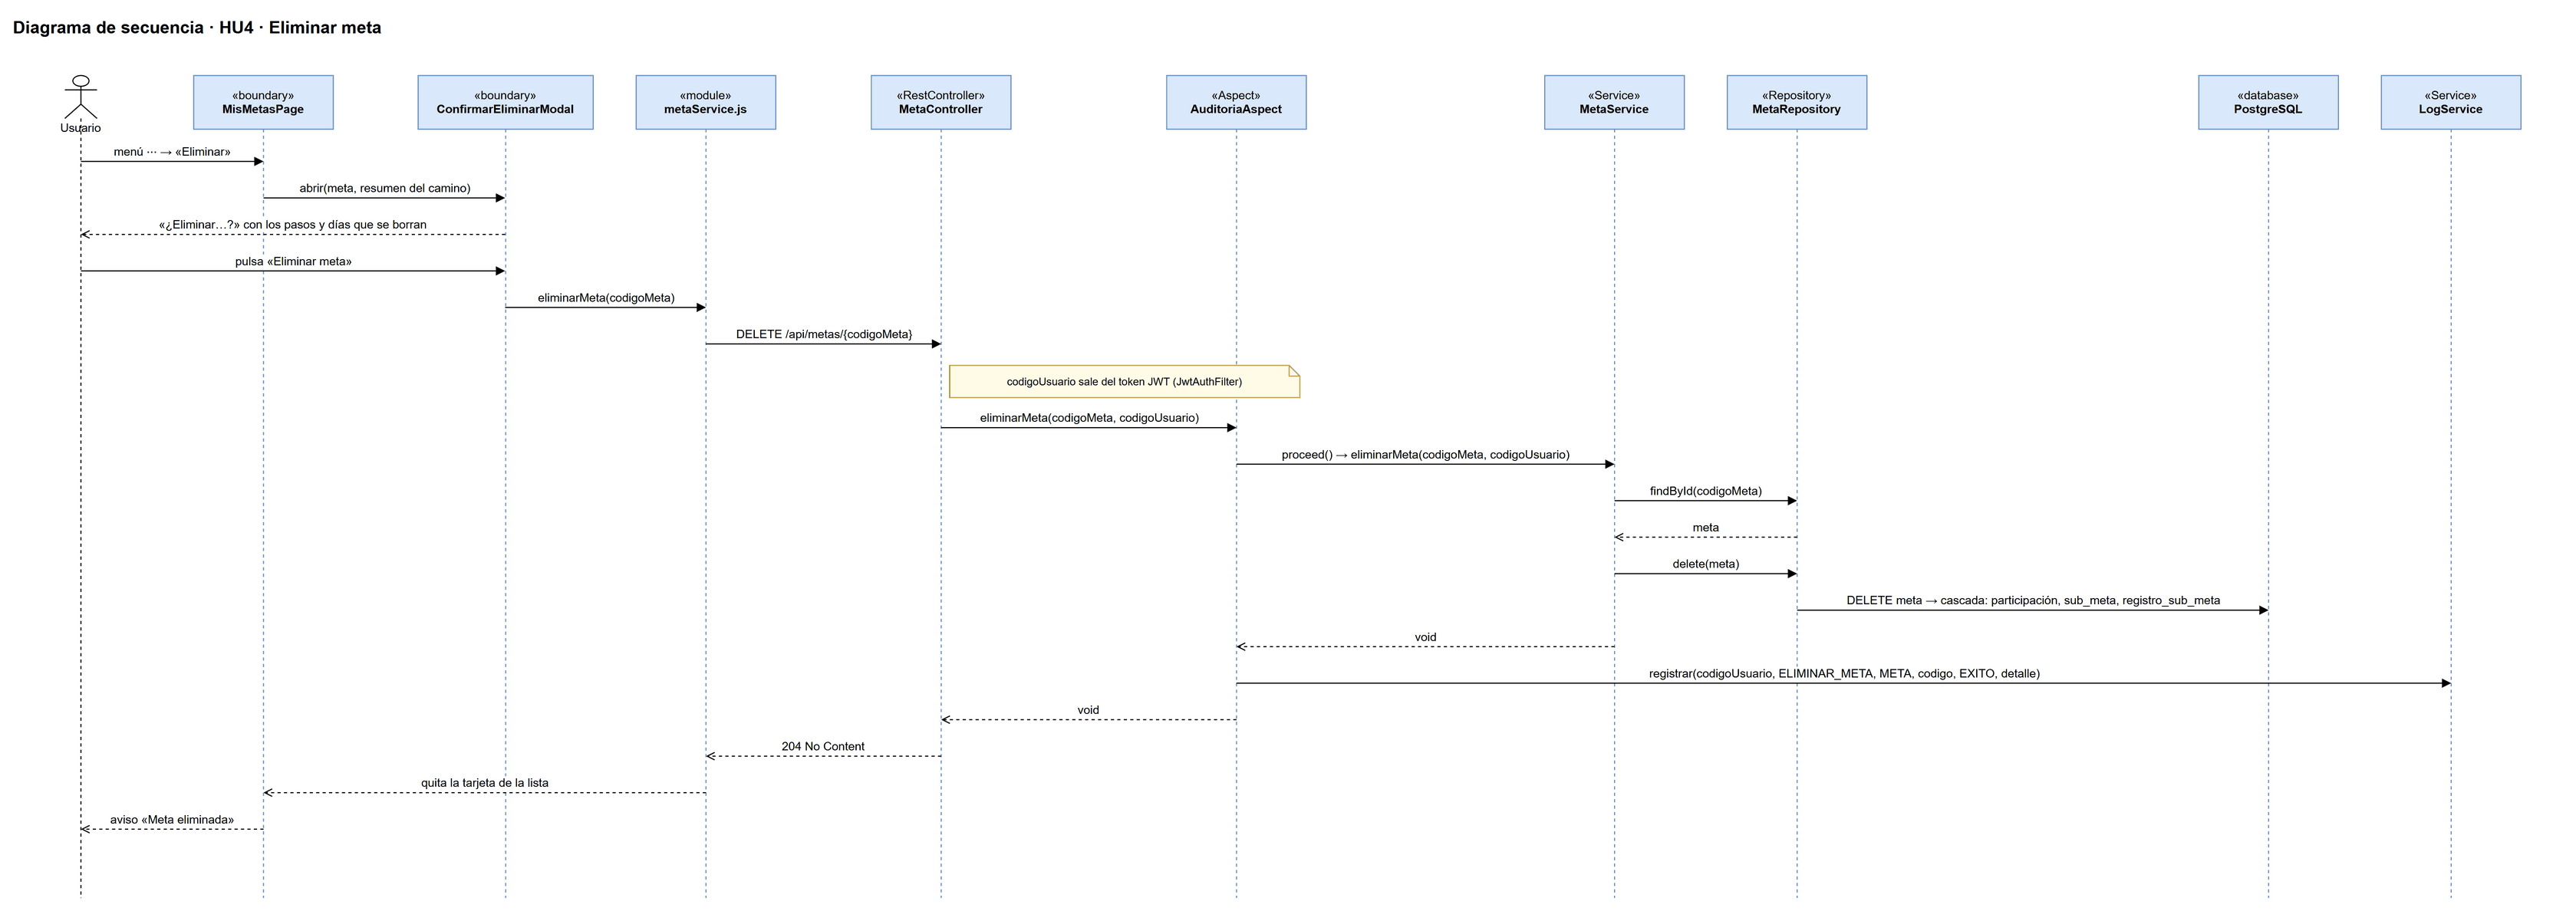 Diagrama de secuencia · HU4 · Eliminar meta
Usuario
«boundary»
MisMetasPage
«boundary»
ConfirmarEliminarModal
«module»
metaService.js
«RestController»
MetaController
«Aspect»
AuditoriaAspect
«Service»
MetaService
«Repository»
MetaRepository
«database»
PostgreSQL
«Service»
LogService
menú ··· → «Eliminar»
abrir(meta, resumen del camino)
«¿Eliminar…?» con los pasos y días que se borran
pulsa «Eliminar meta»
eliminarMeta(codigoMeta)
DELETE /api/metas/{codigoMeta}
codigoUsuario sale del token JWT (JwtAuthFilter)
eliminarMeta(codigoMeta, codigoUsuario)
proceed() → eliminarMeta(codigoMeta, codigoUsuario)
findById(codigoMeta)
meta
delete(meta)
DELETE meta → cascada: participación, sub_meta, registro_sub_meta
void
registrar(codigoUsuario, ELIMINAR_META, META, codigo, EXITO, detalle)
void
204 No Content
quita la tarjeta de la lista
aviso «Meta eliminada»